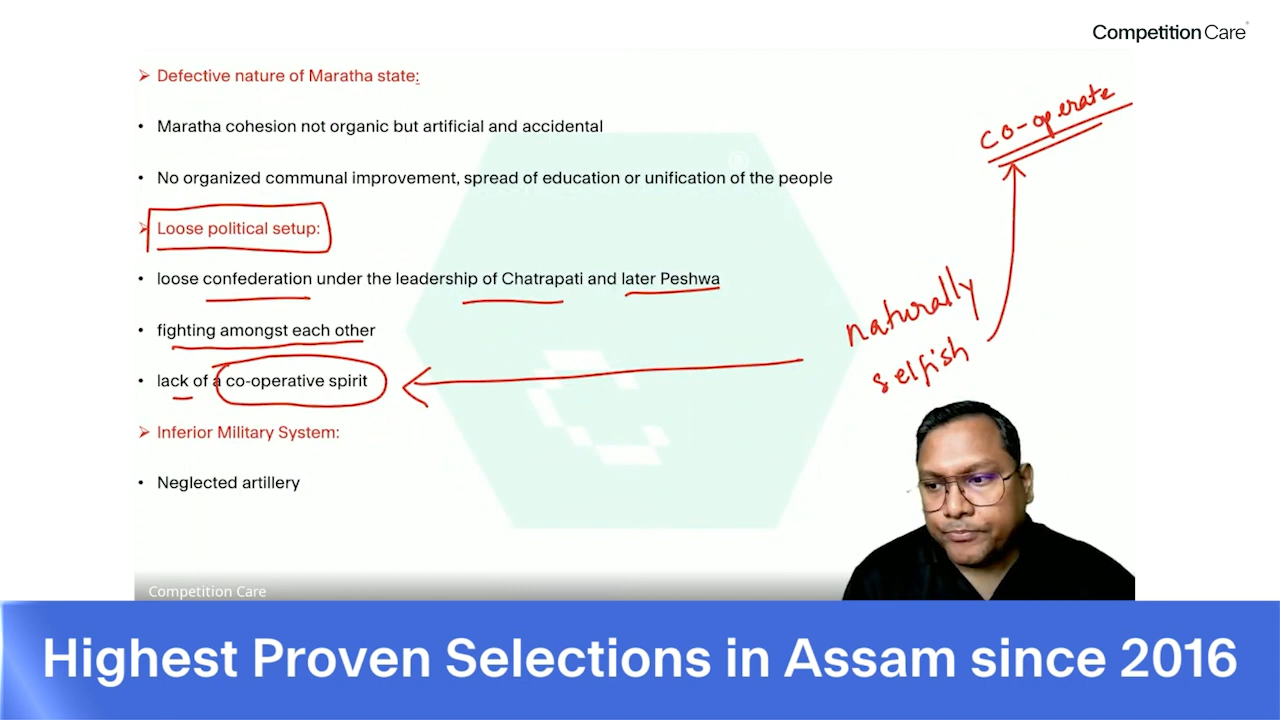 Competition Care
➢ Defective nature of Maratha state:
• Maratha cohesion not organic but artificial and accidental
• No organized communal improvement, spread of education or unification of the people
➢ Loose political setup:
• loose confederation under the leadership of Chatrapati and later Peshwa
• fighting amongst each other
• lack of a co-operative spirit
➢ Inferior Military System:
• Neglected artillery
co-operate
naturally
selfish
Competition Care
Highest Proven Selections in Assam since 2016